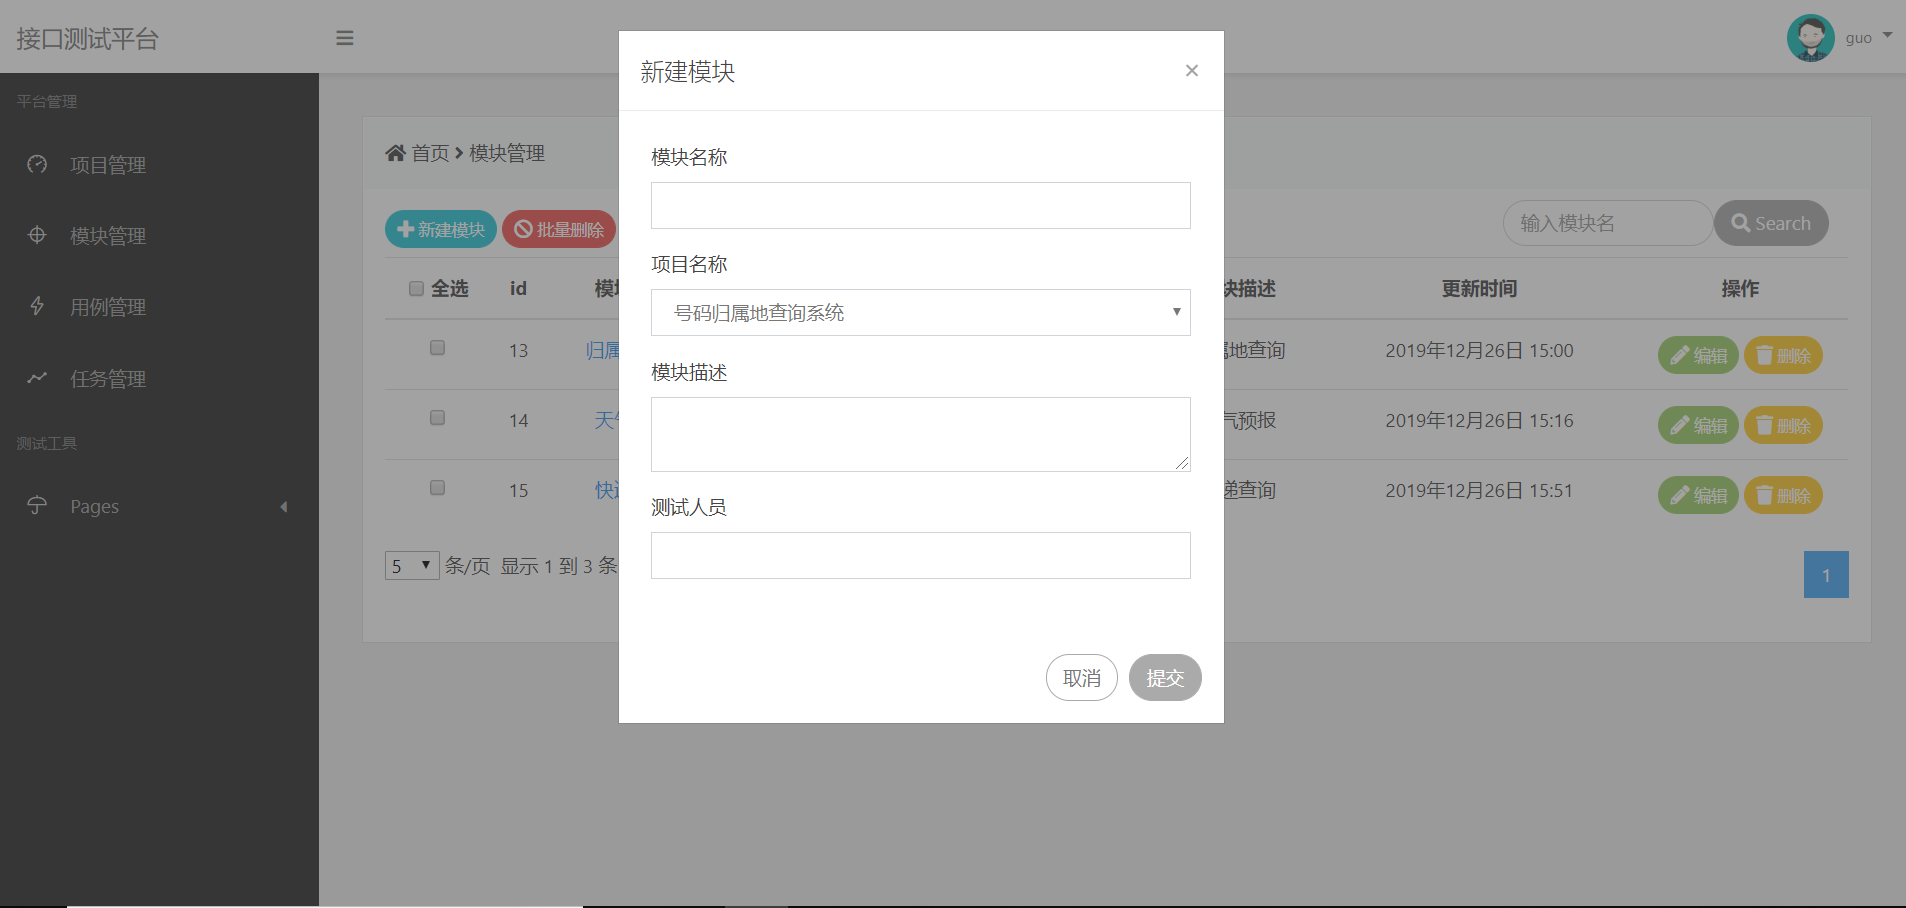 接口测试平台
guo
平台管理
项目管理
模块管理
用例管理
任务管理
测试工具
Pages
首页 模块管理
新建模块 批量删除
输入模块名 Search
全选 id 模块 块描述 更新时间 操作
13 归属 地查询 2019年12月26日 15:00 编辑 删除
14 天 气预报 2019年12月26日 15:16 编辑 删除
15 快 递查询 2019年12月26日 15:51 编辑 删除
5 条/页 显示 1 到 3 条
1
新建模块 ×
模块名称
项目名称
号码归属地查询系统
模块描述
测试人员
取消 提交